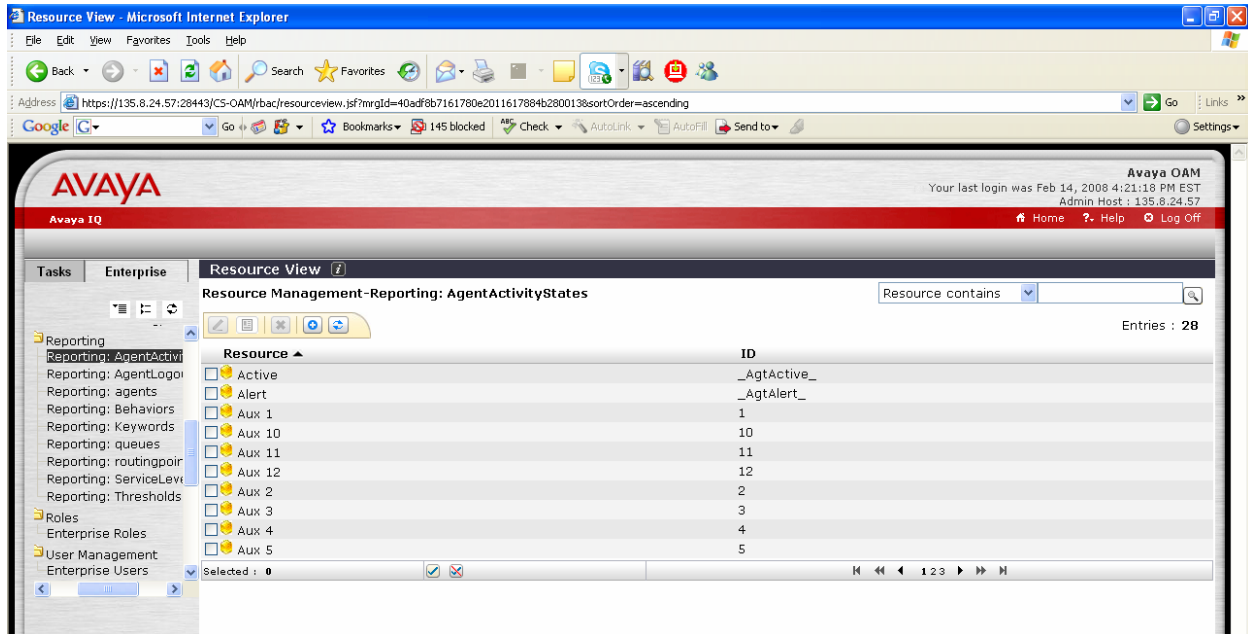 Resource View - Microsoft Internet Explorer
File Edit View Favorites Tools Help
Back Search Favorites
Address https://135.8.24.57:28443/CS-OAM/rbac/resourceview.jsf?mrgId=40adf8b7161780e2011617884b280013&sortOrder=ascending Go Links »
Google G Go Bookmarks 145 blocked ABC Check AutoLink AutoFill Send to Settings
AVAYA
Avaya OAM
Your last login was Feb 14, 2008 4:21:18 PM EST
Admin Host : 135.8.24.57
Avaya IQ Home ?. Help Log Off
Tasks Enterprise Resource View i
Resource Management-Reporting: AgentActivityStates Resource contains
Entries : 28
Reporting
Reporting: AgentActivi
Reporting: AgentLogo
Reporting: agents
Reporting: Behaviors
Reporting: Keywords
Reporting: queues
Reporting: routingpoin
Reporting: ServiceLeve
Reporting: Thresholds
Roles
Enterprise Roles
User Management
Enterprise Users
Resource ID
Active _AgtActive_
Alert _AgtAlert_
Aux 1 1
Aux 10 10
Aux 11 11
Aux 12 12
Aux 2 2
Aux 3 3
Aux 4 4
Aux 5 5
Selected : 0 1 2 3